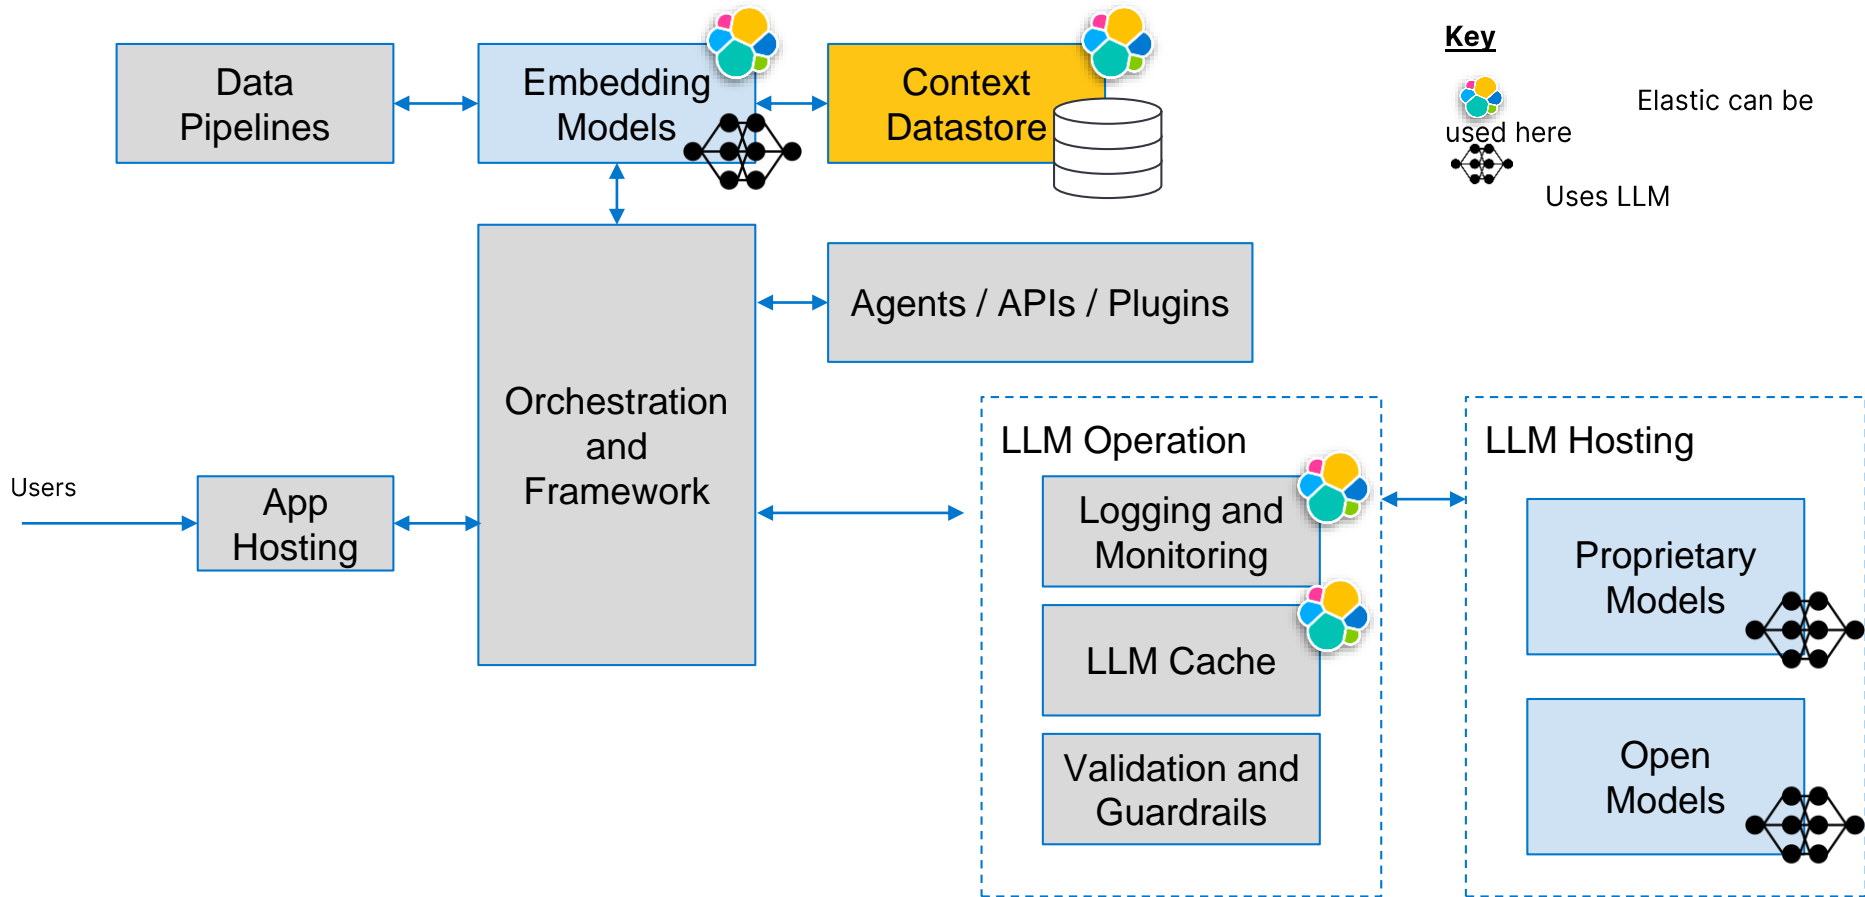 Data
Pipelines
Embedding
Models
Context
Datastore
Key
Elastic can be
used here
Uses LLM
Agents / APIs / Plugins
Orchestration
and
Framework
Users
App
Hosting
LLM Operation
Logging and
Monitoring
LLM Cache
Validation and
Guardrails
LLM Hosting
Proprietary
Models
Open
Models